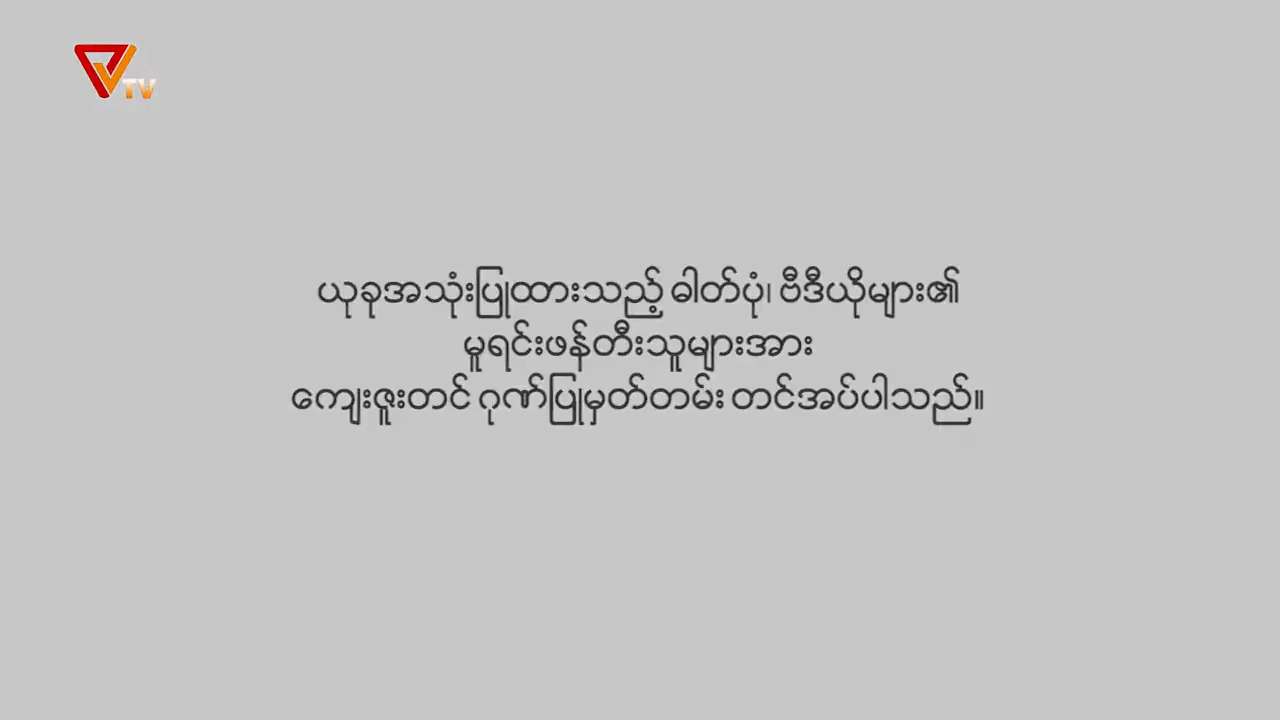 TV
ယုခုအသုံးပြုထားသည့် ဓါတ်ပုံ၊ ဗီဒီယိုများ၏
မူရင်းဖန်တီးသူများအား
ကျေးဇူးတင် ဂုဏ်ပြုမှတ်တမ်း တင်အပ်ပါသည်။